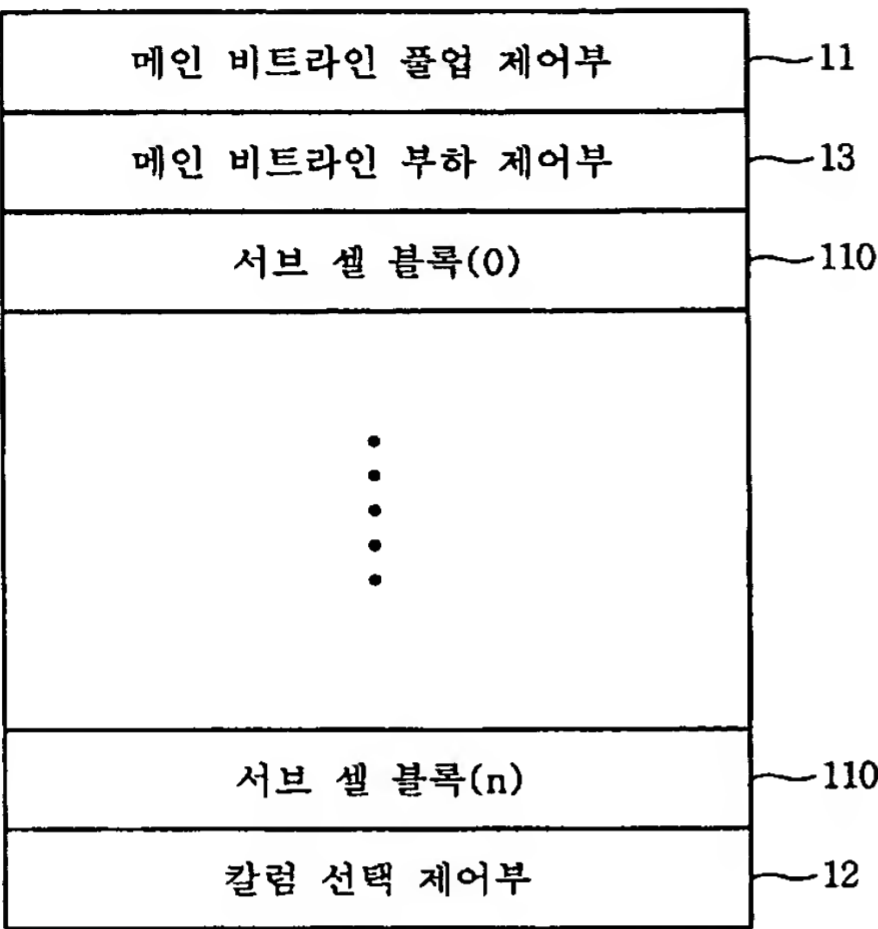 메인 비트라인 풀업 제어부 11
메인 비트라인 부하 제어부 13
서브 셀 블록(0) 110
서브 셀 블록(n) 110
칼럼 선택 제어부 12